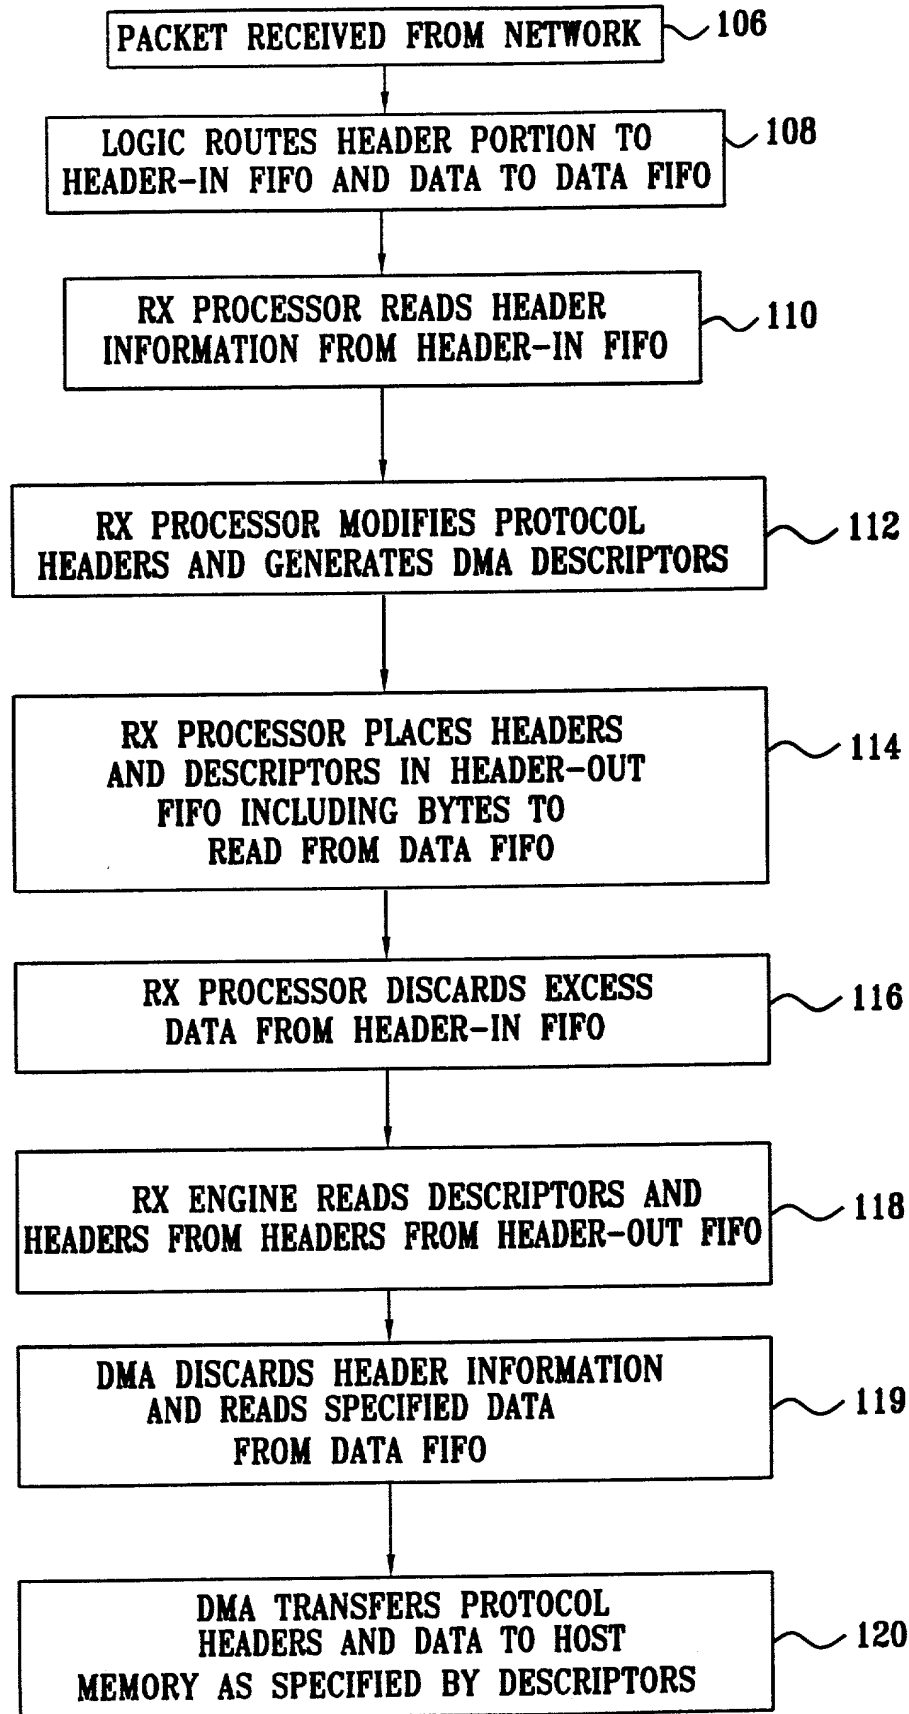 PACKET RECEIVED FROM NETWORK
106
LOGIC ROUTES HEADER PORTION TO
HEADER-IN FIFO AND DATA TO DATA FIFO
108
RX PROCESSOR READS HEADER
INFORMATION FROM HEADER-IN FIFO
110
RX PROCESSOR MODIFIES PROTOCOL
HEADERS AND GENERATES DMA DESCRIPTORS
112
RX PROCESSOR PLACES HEADERS
AND DESCRIPTORS IN HEADER-OUT
FIFO INCLUDING BYTES TO
READ FROM DATA FIFO
114
RX PROCESSOR DISCARDS EXCESS
DATA FROM HEADER-IN FIFO
116
RX ENGINE READS DESCRIPTORS AND
HEADERS FROM HEADERS FROM HEADER-OUT FIFO
118
DMA DISCARDS HEADER INFORMATION
AND READS SPECIFIED DATA
FROM DATA FIFO
119
DMA TRANSFERS PROTOCOL
HEADERS AND DATA TO HOST
MEMORY AS SPECIFIED BY DESCRIPTORS
120